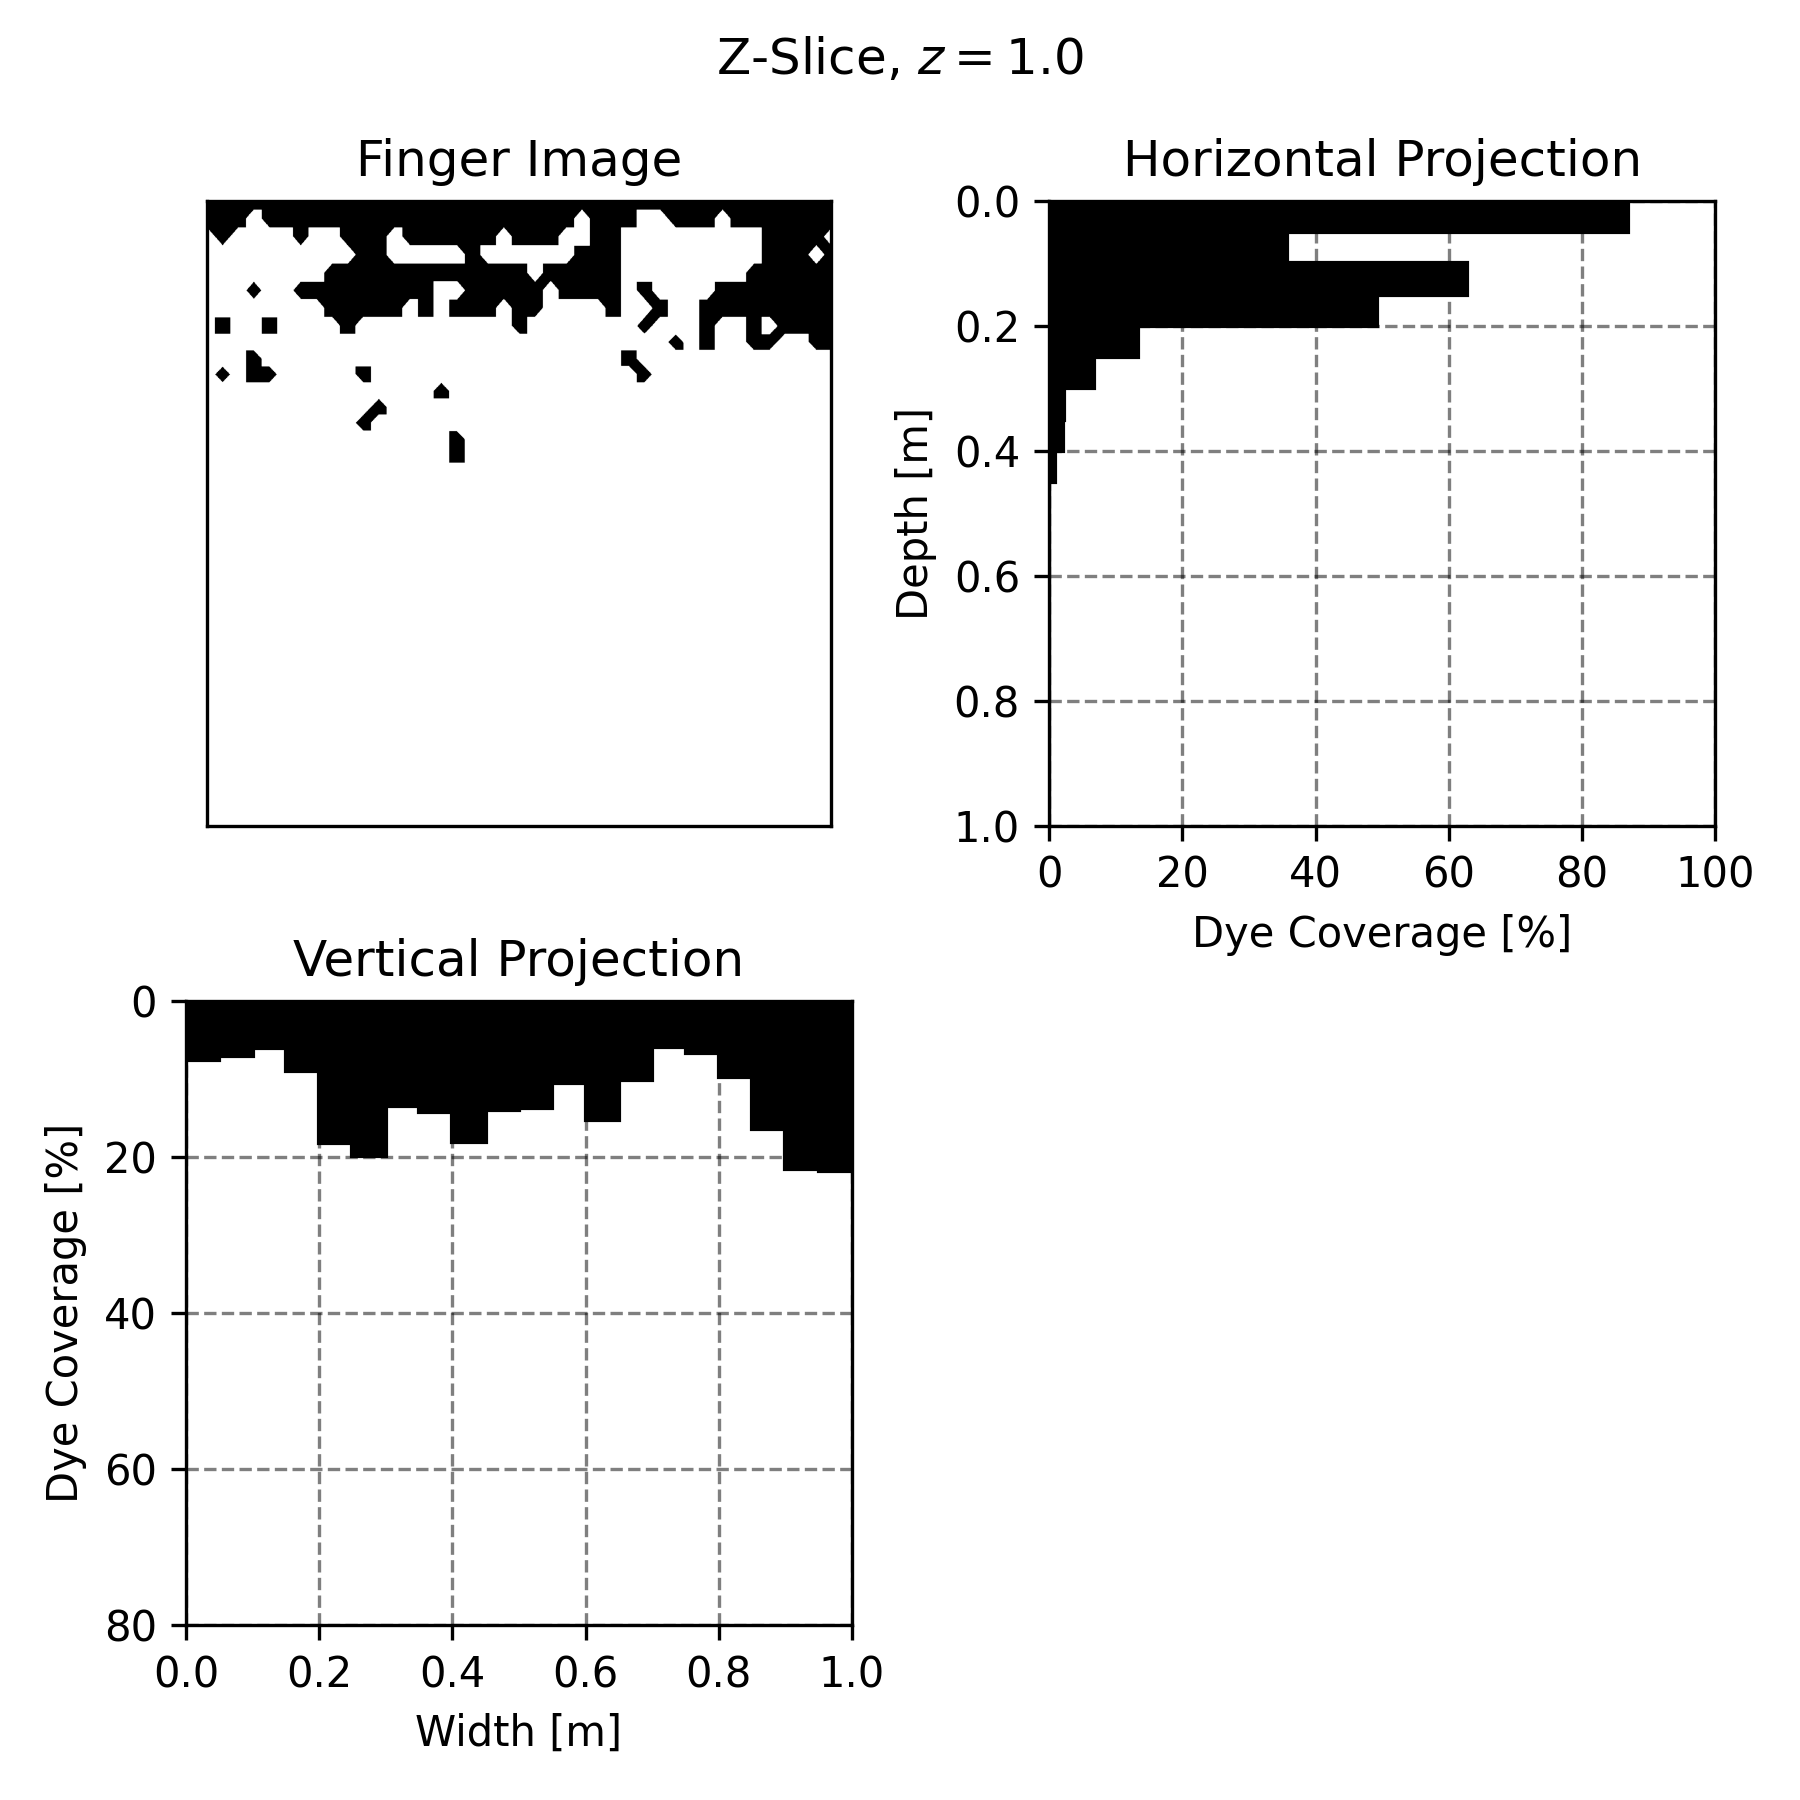 Z-Slice, z = 1.0
Finger Image
Horizontal Projection
0.0
0.2
0.4
0.6
0.8
1.0
Depth [m]
0 20 40 60 80 100
Dye Coverage [%]
Vertical Projection
0
20
40
60
80
Dye Coverage [%]
0.0 0.2 0.4 0.6 0.8 1.0
Width [m]